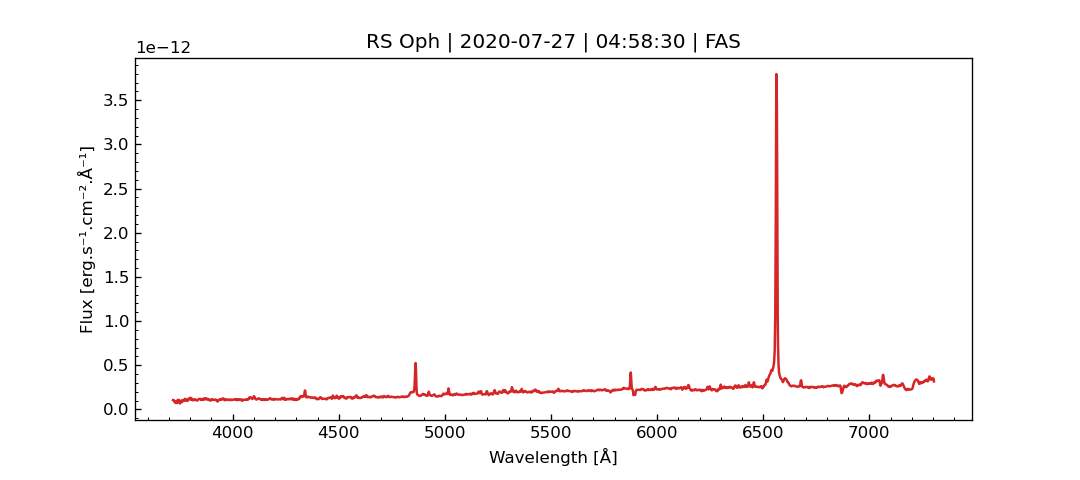 RS Oph | 2020-07-27 | 04:58:30 | FAS
1e−12
3.5
3.0
2.5
2.0
1.5
1.0
0.5
0.0
Flux [erg.s⁻¹.cm⁻².Å⁻¹]
4000 4500 5000 5500 6000 6500 7000
Wavelength [Å]